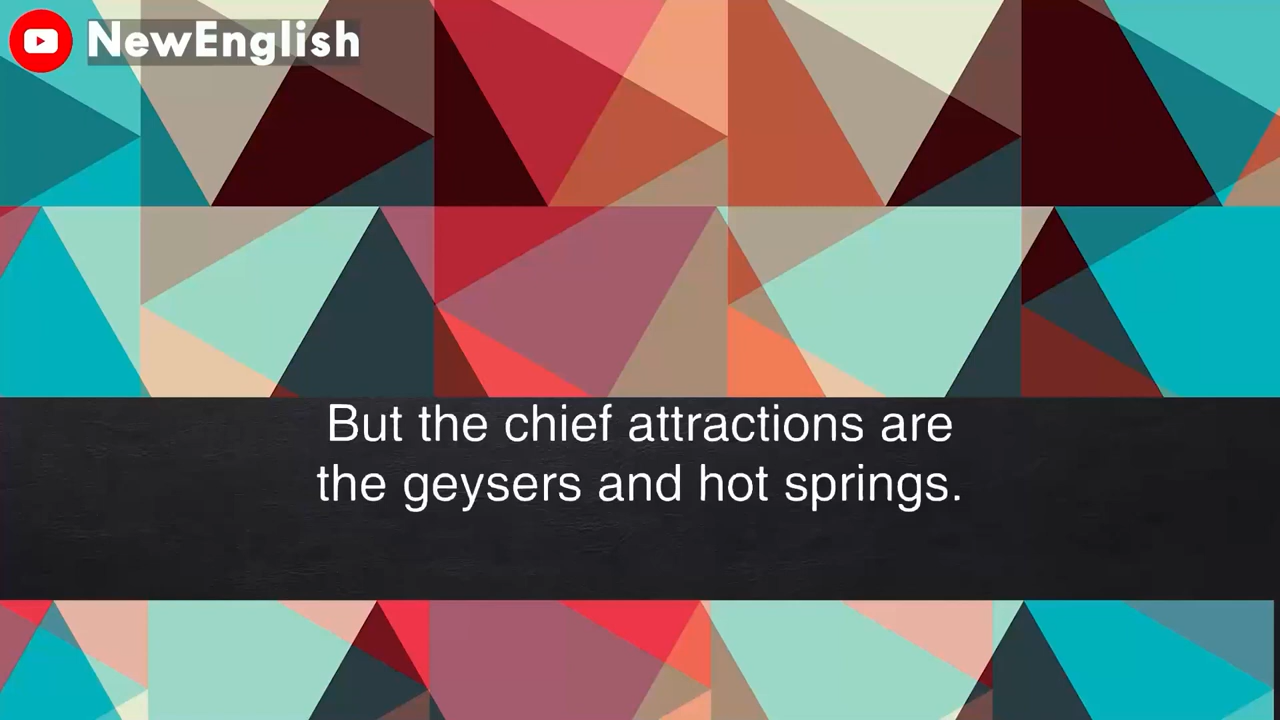 NewEnglish
But the chief attractions are
the geysers and hot springs.